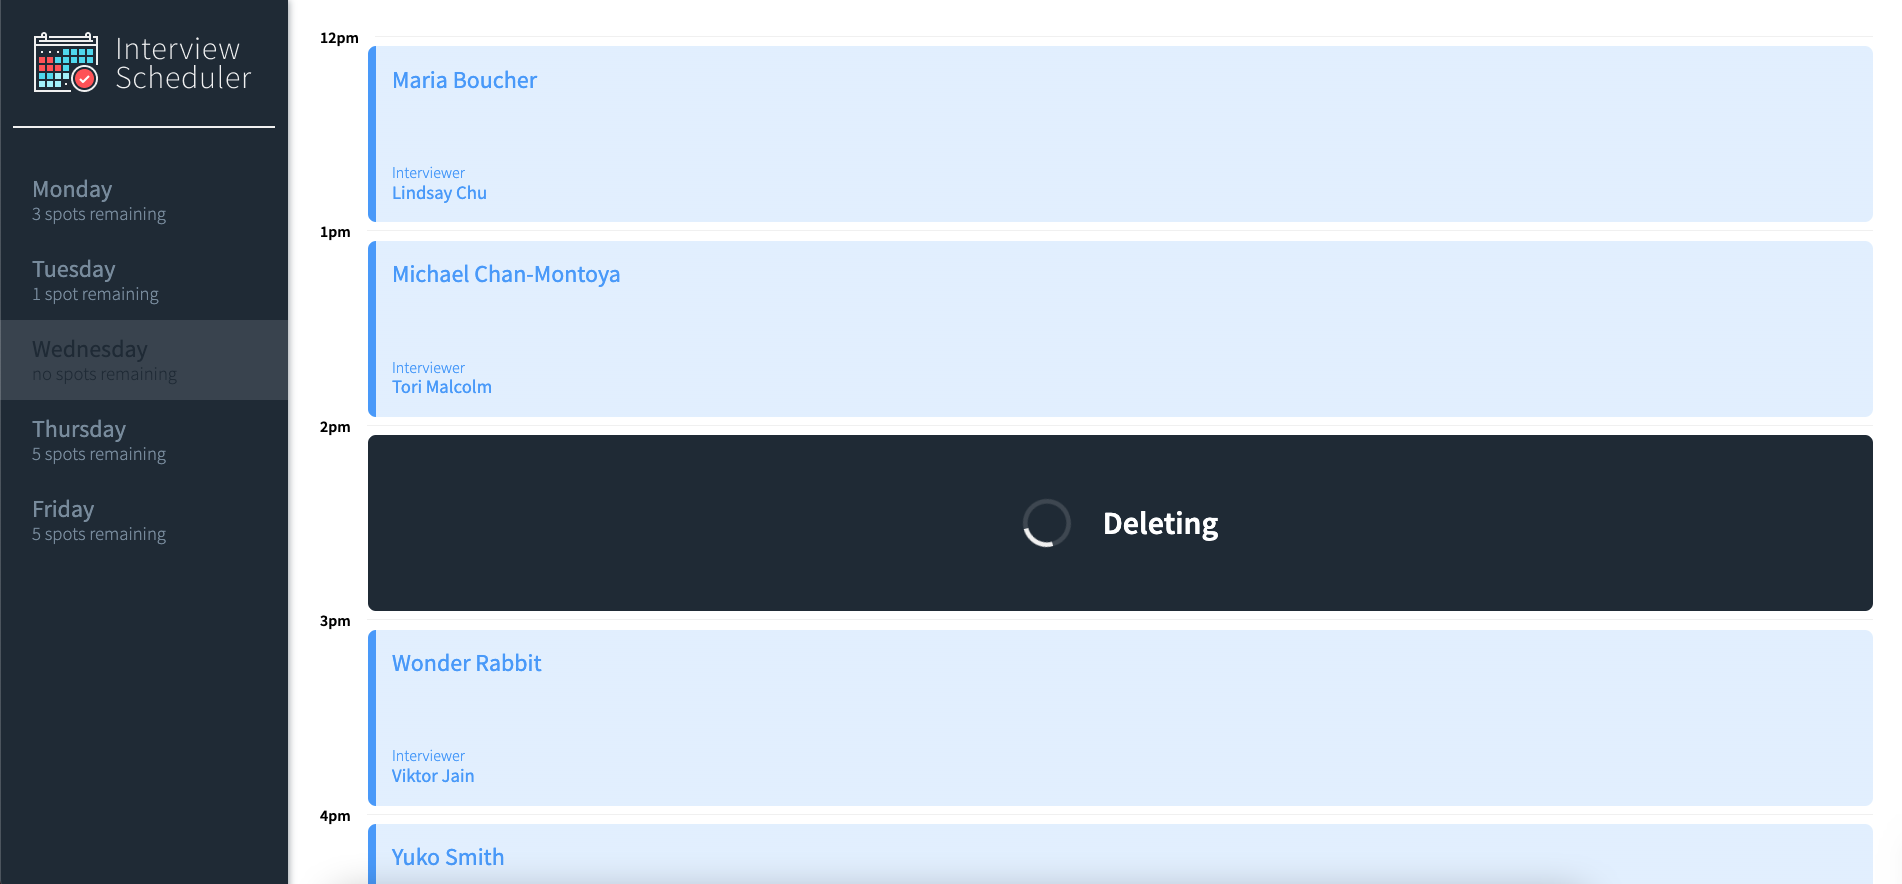 Interview
Scheduler
Monday
3 spots remaining
Tuesday
1 spot remaining
Wednesday
no spots remaining
Thursday
5 spots remaining
Friday
5 spots remaining
12pm
Maria Boucher
Interviewer
Lindsay Chu
1pm
Michael Chan-Montoya
Interviewer
Tori Malcolm
2pm
Deleting
3pm
Wonder Rabbit
Interviewer
Viktor Jain
4pm
Yuko Smith